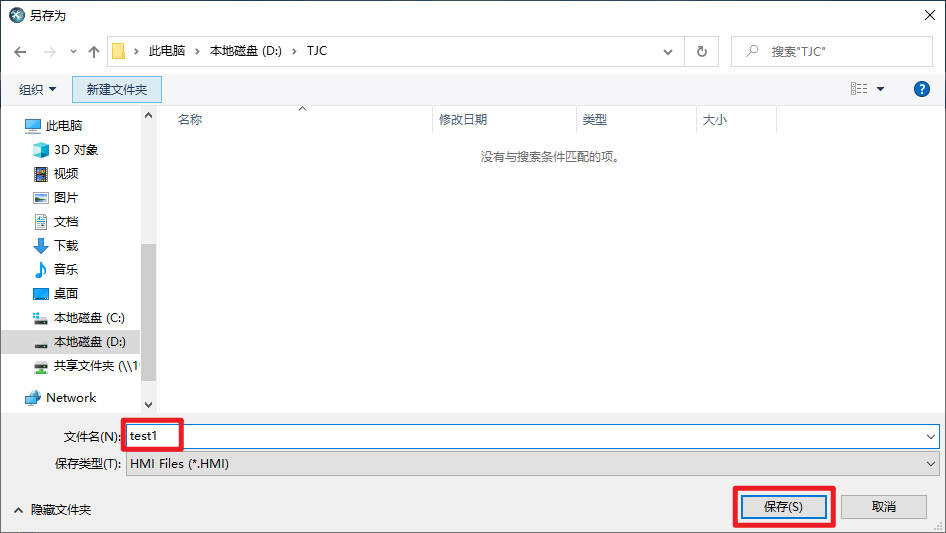 另存为
此电脑 › 本地磁盘 (D:) › TJC
搜索"TJC"
组织 新建文件夹
名称 修改日期 类型 大小
没有与搜索条件匹配的项。
此电脑
3D 对象
视频
图片
文档
下载
音乐
桌面
本地磁盘 (C:)
本地磁盘 (D:)
共享文件夹 (\\1
Network
文件名(N): test1
保存类型(T): HMI Files (*.HMI)
隐藏文件夹 保存(S) 取消